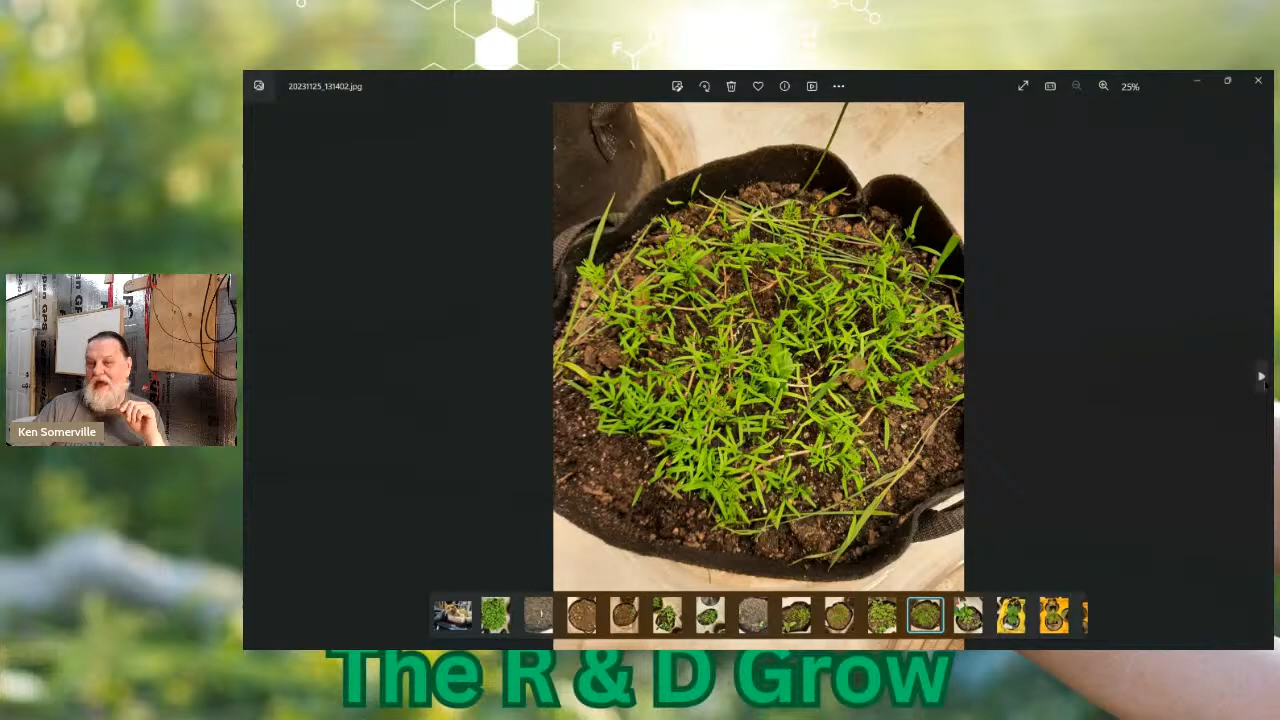 F
20231125_131402.jpg
25%
Ken Somerville
The R & D Grow